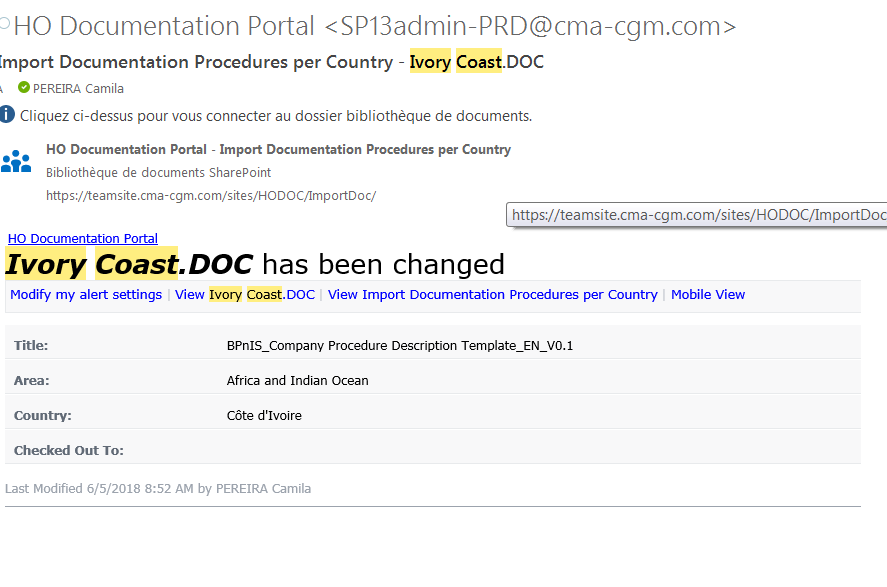 HO Documentation Portal <SP13admin-PRD@cma-cgm.com>
Import Documentation Procedures per Country - Ivory Coast.DOC
A PEREIRA Camila
Cliquez ci-dessus pour vous connecter au dossier bibliothèque de documents.
HO Documentation Portal - Import Documentation Procedures per Country
Bibliothèque de documents SharePoint
https://teamsite.cma-cgm.com/sites/HODOC/ImportDoc/
https://teamsite.cma-cgm.com/sites/HODOC/ImportDoc
HO Documentation Portal
Ivory Coast.DOC has been changed
Modify my alert settings | View Ivory Coast.DOC | View Import Documentation Procedures per Country | Mobile View
Title: BPnIS_Company Procedure Description Template_EN_V0.1
Area: Africa and Indian Ocean
Country: Côte d'Ivoire
Checked Out To:
Last Modified 6/5/2018 8:52 AM by PEREIRA Camila